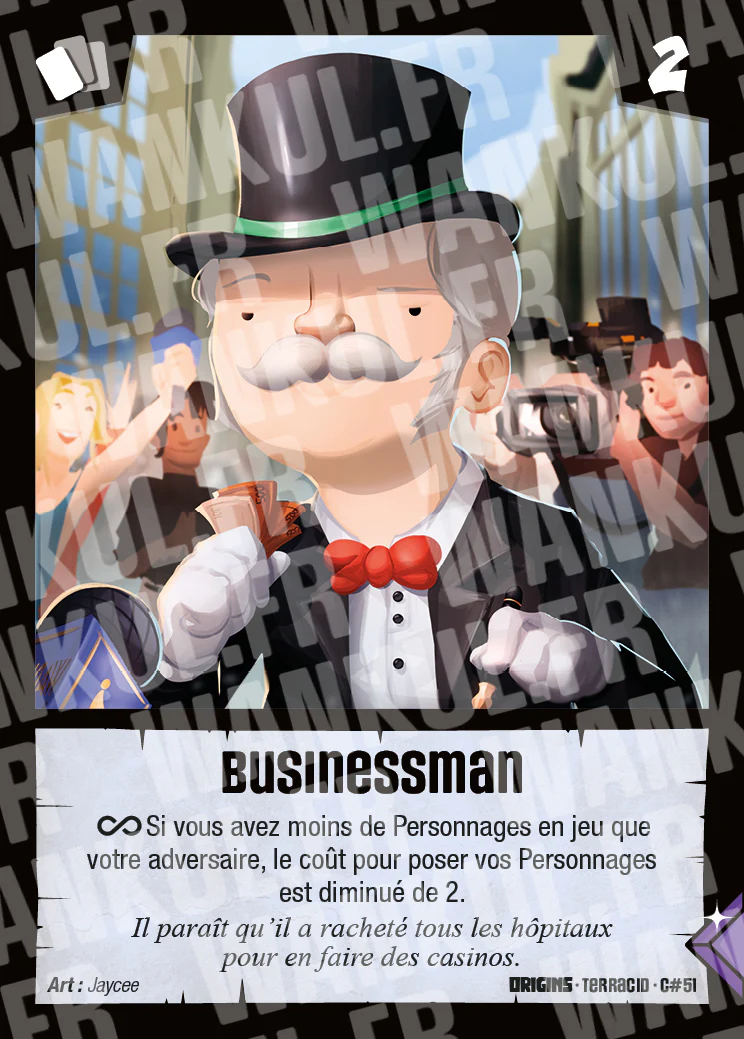 2
WANKUL.FR
BUSINESSMAN
∞ Si vous avez moins de Personnages en jeu que
votre adversaire, le coût pour poser vos Personnages
est diminué de 2.
Il paraît qu’il a racheté tous les hôpitaux
pour en faire des casinos.
Art : Jaycee
ORIGINS · TERRACID · C#51